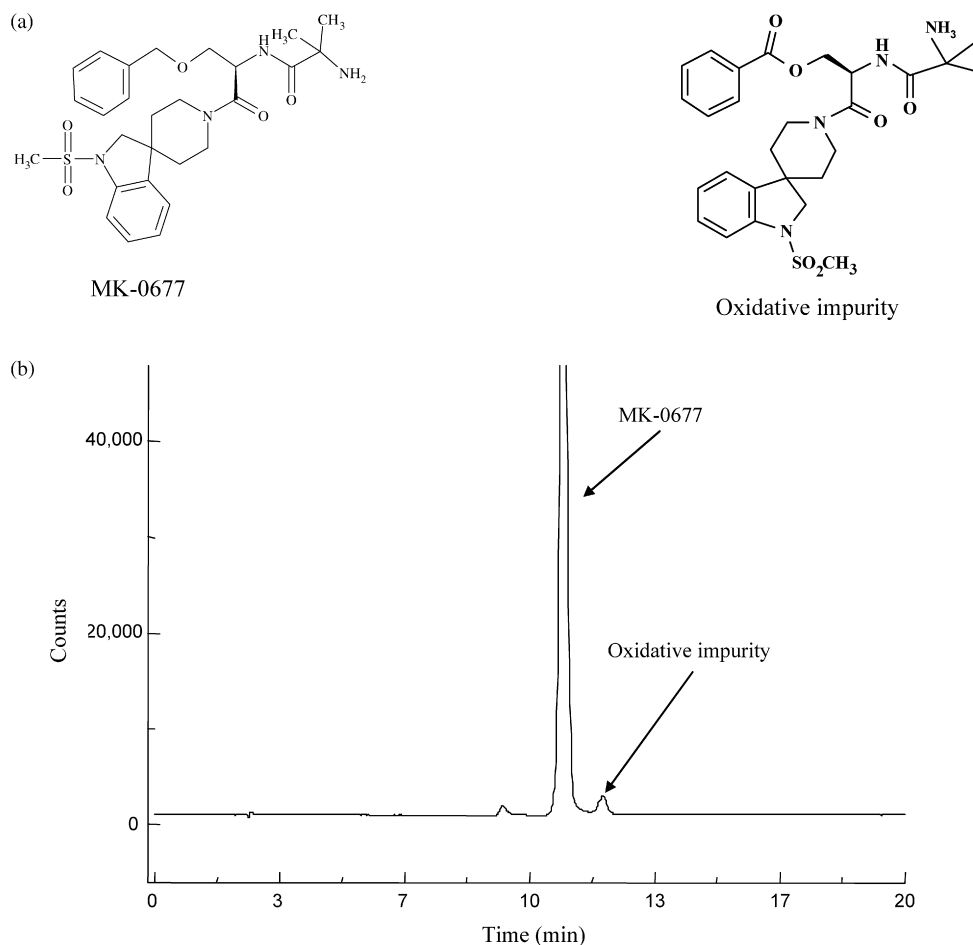 (a)
H₃C
CH₃
H
N
NH₂
O
O
O
N
O
H₃C
S
N
O
MK-0677
O
O
NH₃
H
N
O
O
N
N
SO₂CH₃
Oxidative impurity
(b)
40,000
20,000
0
Counts
MK-0677
Oxidative impurity
0
3
7
10
13
17
20
Time (min)